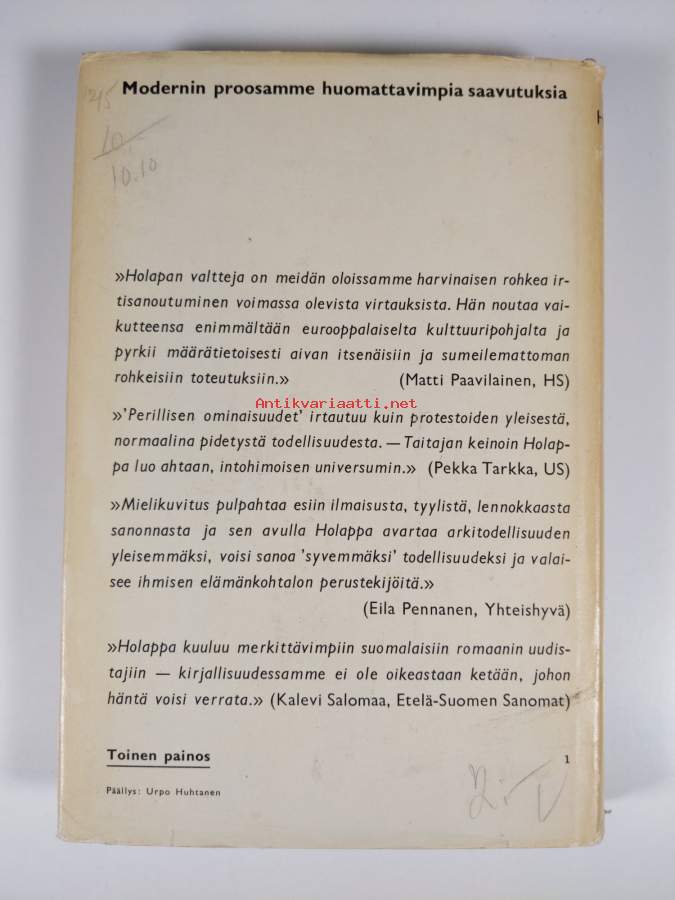 Modernin proosamme huomattavimpia saavutuksia
H
45
10.-
10.10
»Holapan valtteja on meidän oloissamme harvinaisen rohkea ir-
tisanoutuminen voimassa olevista virtauksista. Hän noutaa vai-
kutteensa enimmältään eurooppalaiselta kulttuuripohjalta ja
pyrkii määrätietoisesti aivan itsenäisiin ja sumeilemattoman
rohkeisiin toteutuksiin.» (Matti Paavilainen, HS)
Antikvariaatti.net
»'Perillisen ominaisuudet' irtautuu kuin protestoiden yleisestä,
normaalina pidetystä todellisuudesta. — Taitajan keinoin Holap-
pa luo ahtaan, intohimoisen universumin.» (Pekka Tarkka, US)
»Mielikuvitus pulpahtaa esiin ilmaisusta, tyylistä, lennokkaasta
sanonnasta ja sen avulla Holappa avartaa arkitodellisuuden
yleisemmäksi, voisi sanoa 'syvemmäksi' todellisuudeksi ja valai-
see ihmisen elämänkohtalon perustekijöitä.»
(Eila Pennanen, Yhteishyvä)
»Holappa kuuluu merkittävimpiin suomalaisiin romaanin uudis-
tajiin — kirjallisuudessamme ei ole oikeastaan ketään, johon
häntä voisi verrata.» (Kalevi Salomaa, Etelä-Suomen Sanomat)
Toinen painos 1
Päällys: Urpo Huhtanen